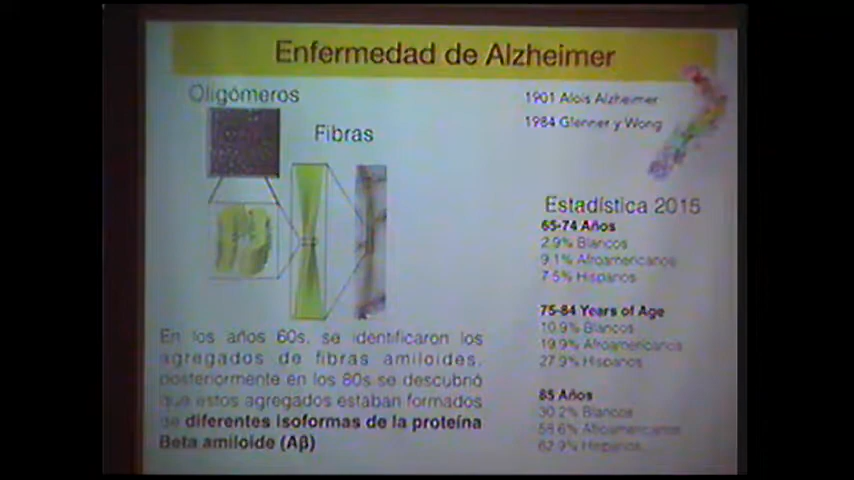 Enfermedad de Alzheimer
Oligómeros
Fibras
1901 Alois Alzheimer
1984 Glenner y Wong
En los años 60s, se identificaron los
agregados de fibras amiloides,
posteriormente en los 80s se descubrió
que estos agregados estaban formados
de diferentes isoformas de la proteína
Beta amiloide (Aβ)
Estadística 2015
65-74 Años
2.9% Blancos
9.1% Afroamericanos
7.5% Hispanos
75-84 Years of Age
10.9% Blancos
19.9% Afroamericanos
27.9% Hispanos
85 Años
30.2% Blancos
58.6% Afroamericanos
62.9% Hispanos